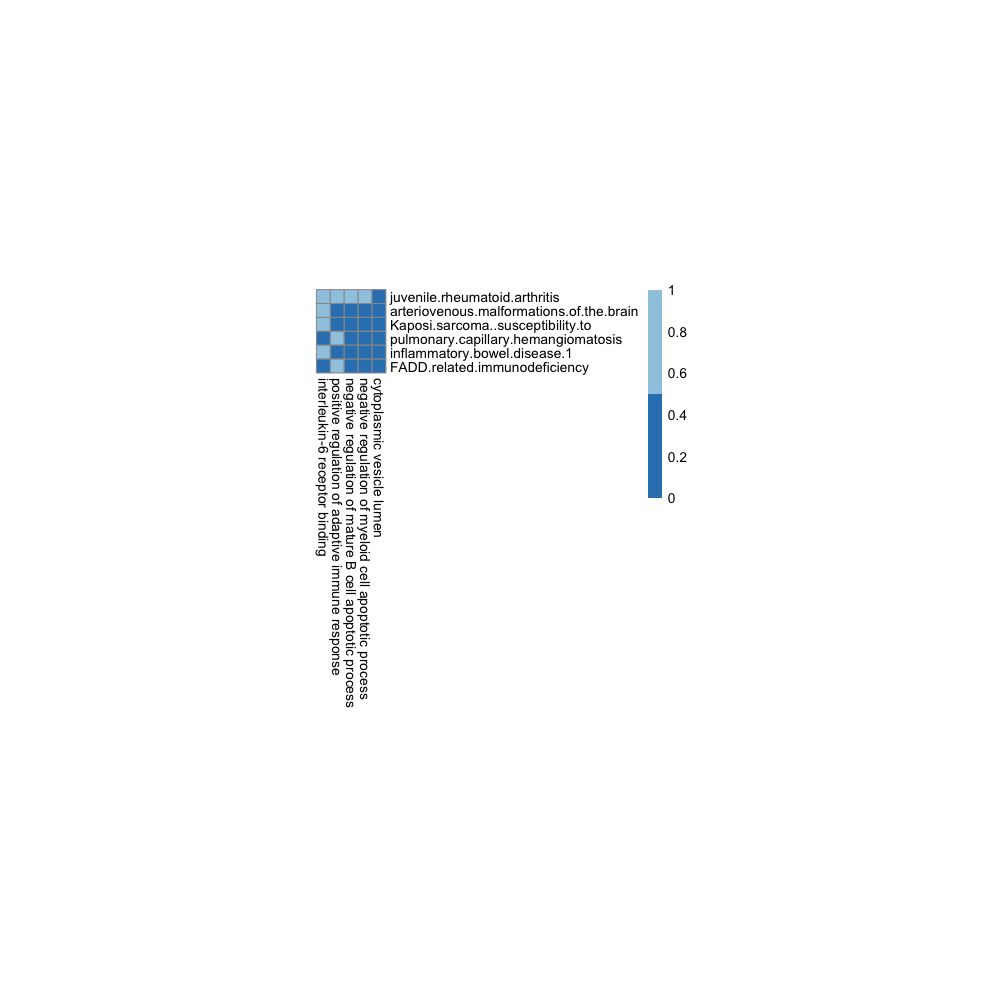 juvenile.rheumatoid.arthritis
arteriovenous.malformations.of.the.brain
Kaposi.sarcoma..susceptibility.to
pulmonary.capillary.hemangiomatosis
inflammatory.bowel.disease.1
FADD.related.immunodeficiency
1
0.8
0.6
0.4
0.2
0
interleukin-6 receptor binding
positive regulation of adaptive immune response
negative regulation of mature B cell apoptotic process
negative regulation of myeloid cell apoptotic process
cytoplasmic vesicle lumen